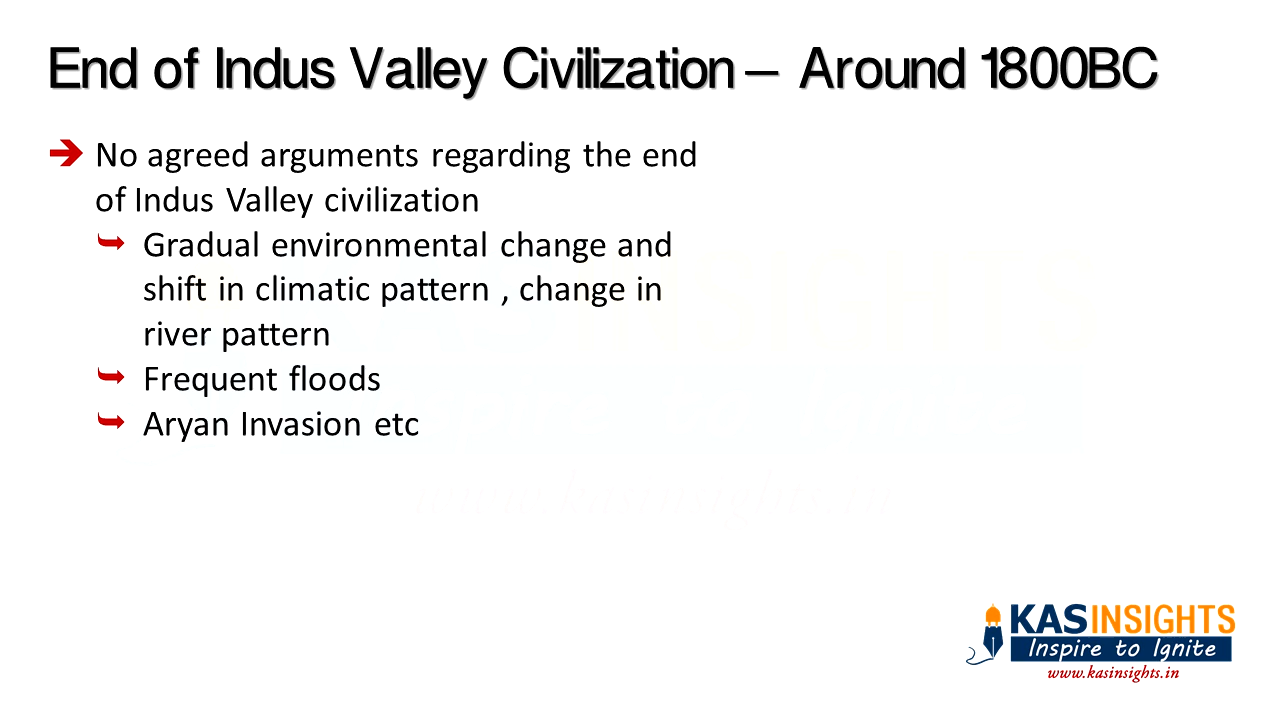 End of Indus Valley Civilization – Around 1800BC
No agreed arguments regarding the end
of Indus Valley civilization
Gradual environmental change and
shift in climatic pattern , change in
river pattern
Frequent floods
Aryan Invasion etc
KASINSIGHTS
Inspire to Ignite
www.kasinsights.in